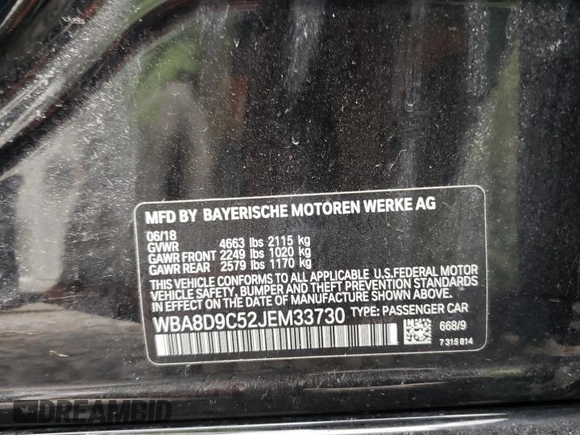 MFD BY BAYERISCHE MOTOREN WERKE AG
06/18
GVWR 4663 lbs 2115 kg
GAWR FRONT 2249 lbs 1020 kg
GAWR REAR 2579 lbs 1170 kg
THIS VEHICLE CONFORMS TO ALL APPLICABLE U.S.FEDERAL MOTOR
VEHICLE SAFETY, BUMPER AND THEFT PREVENTION STANDARDS
IN EFFECT ON THE DATE OF MANUFACTURE SHOWN ABOVE.
WBA8D9C52JEM33730 TYPE: PASSENGER CAR
668/9
7 315 814
DREAMBID